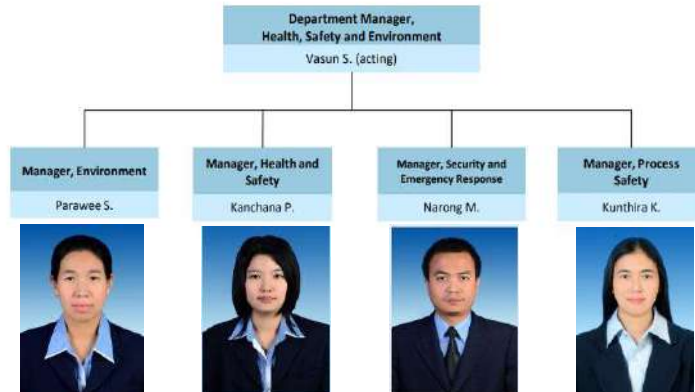 Department Manager,
Health, Safety and Environment
Vasun S. (acting)
Manager, Environment
Parawee S.
Manager, Health and
Safety
Kanchana P.
Manager, Security and
Emergency Response
Narong M.
Manager, Process
Safety
Kunthira K.